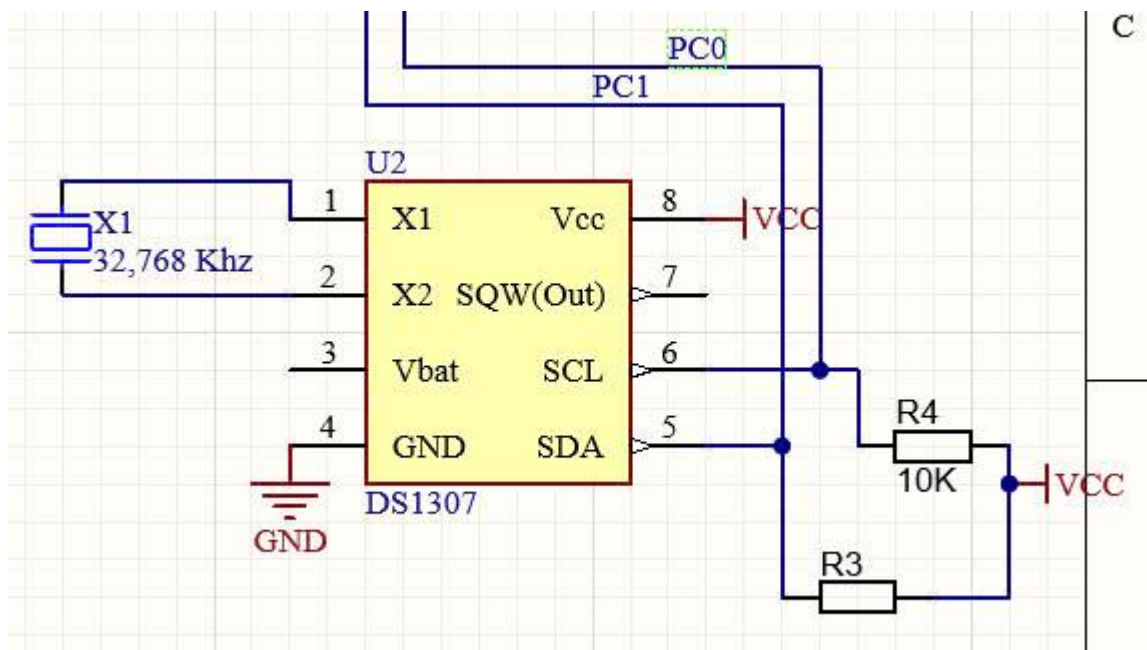 C
PC0
PC1
U2
X1
32,768 Khz
1
X1
Vcc
8
VCC
2
X2
SQW(Out)
7
3
Vbat
SCL
6
4
GND
SDA
5
R4
10K
VCC
DS1307
GND
R3